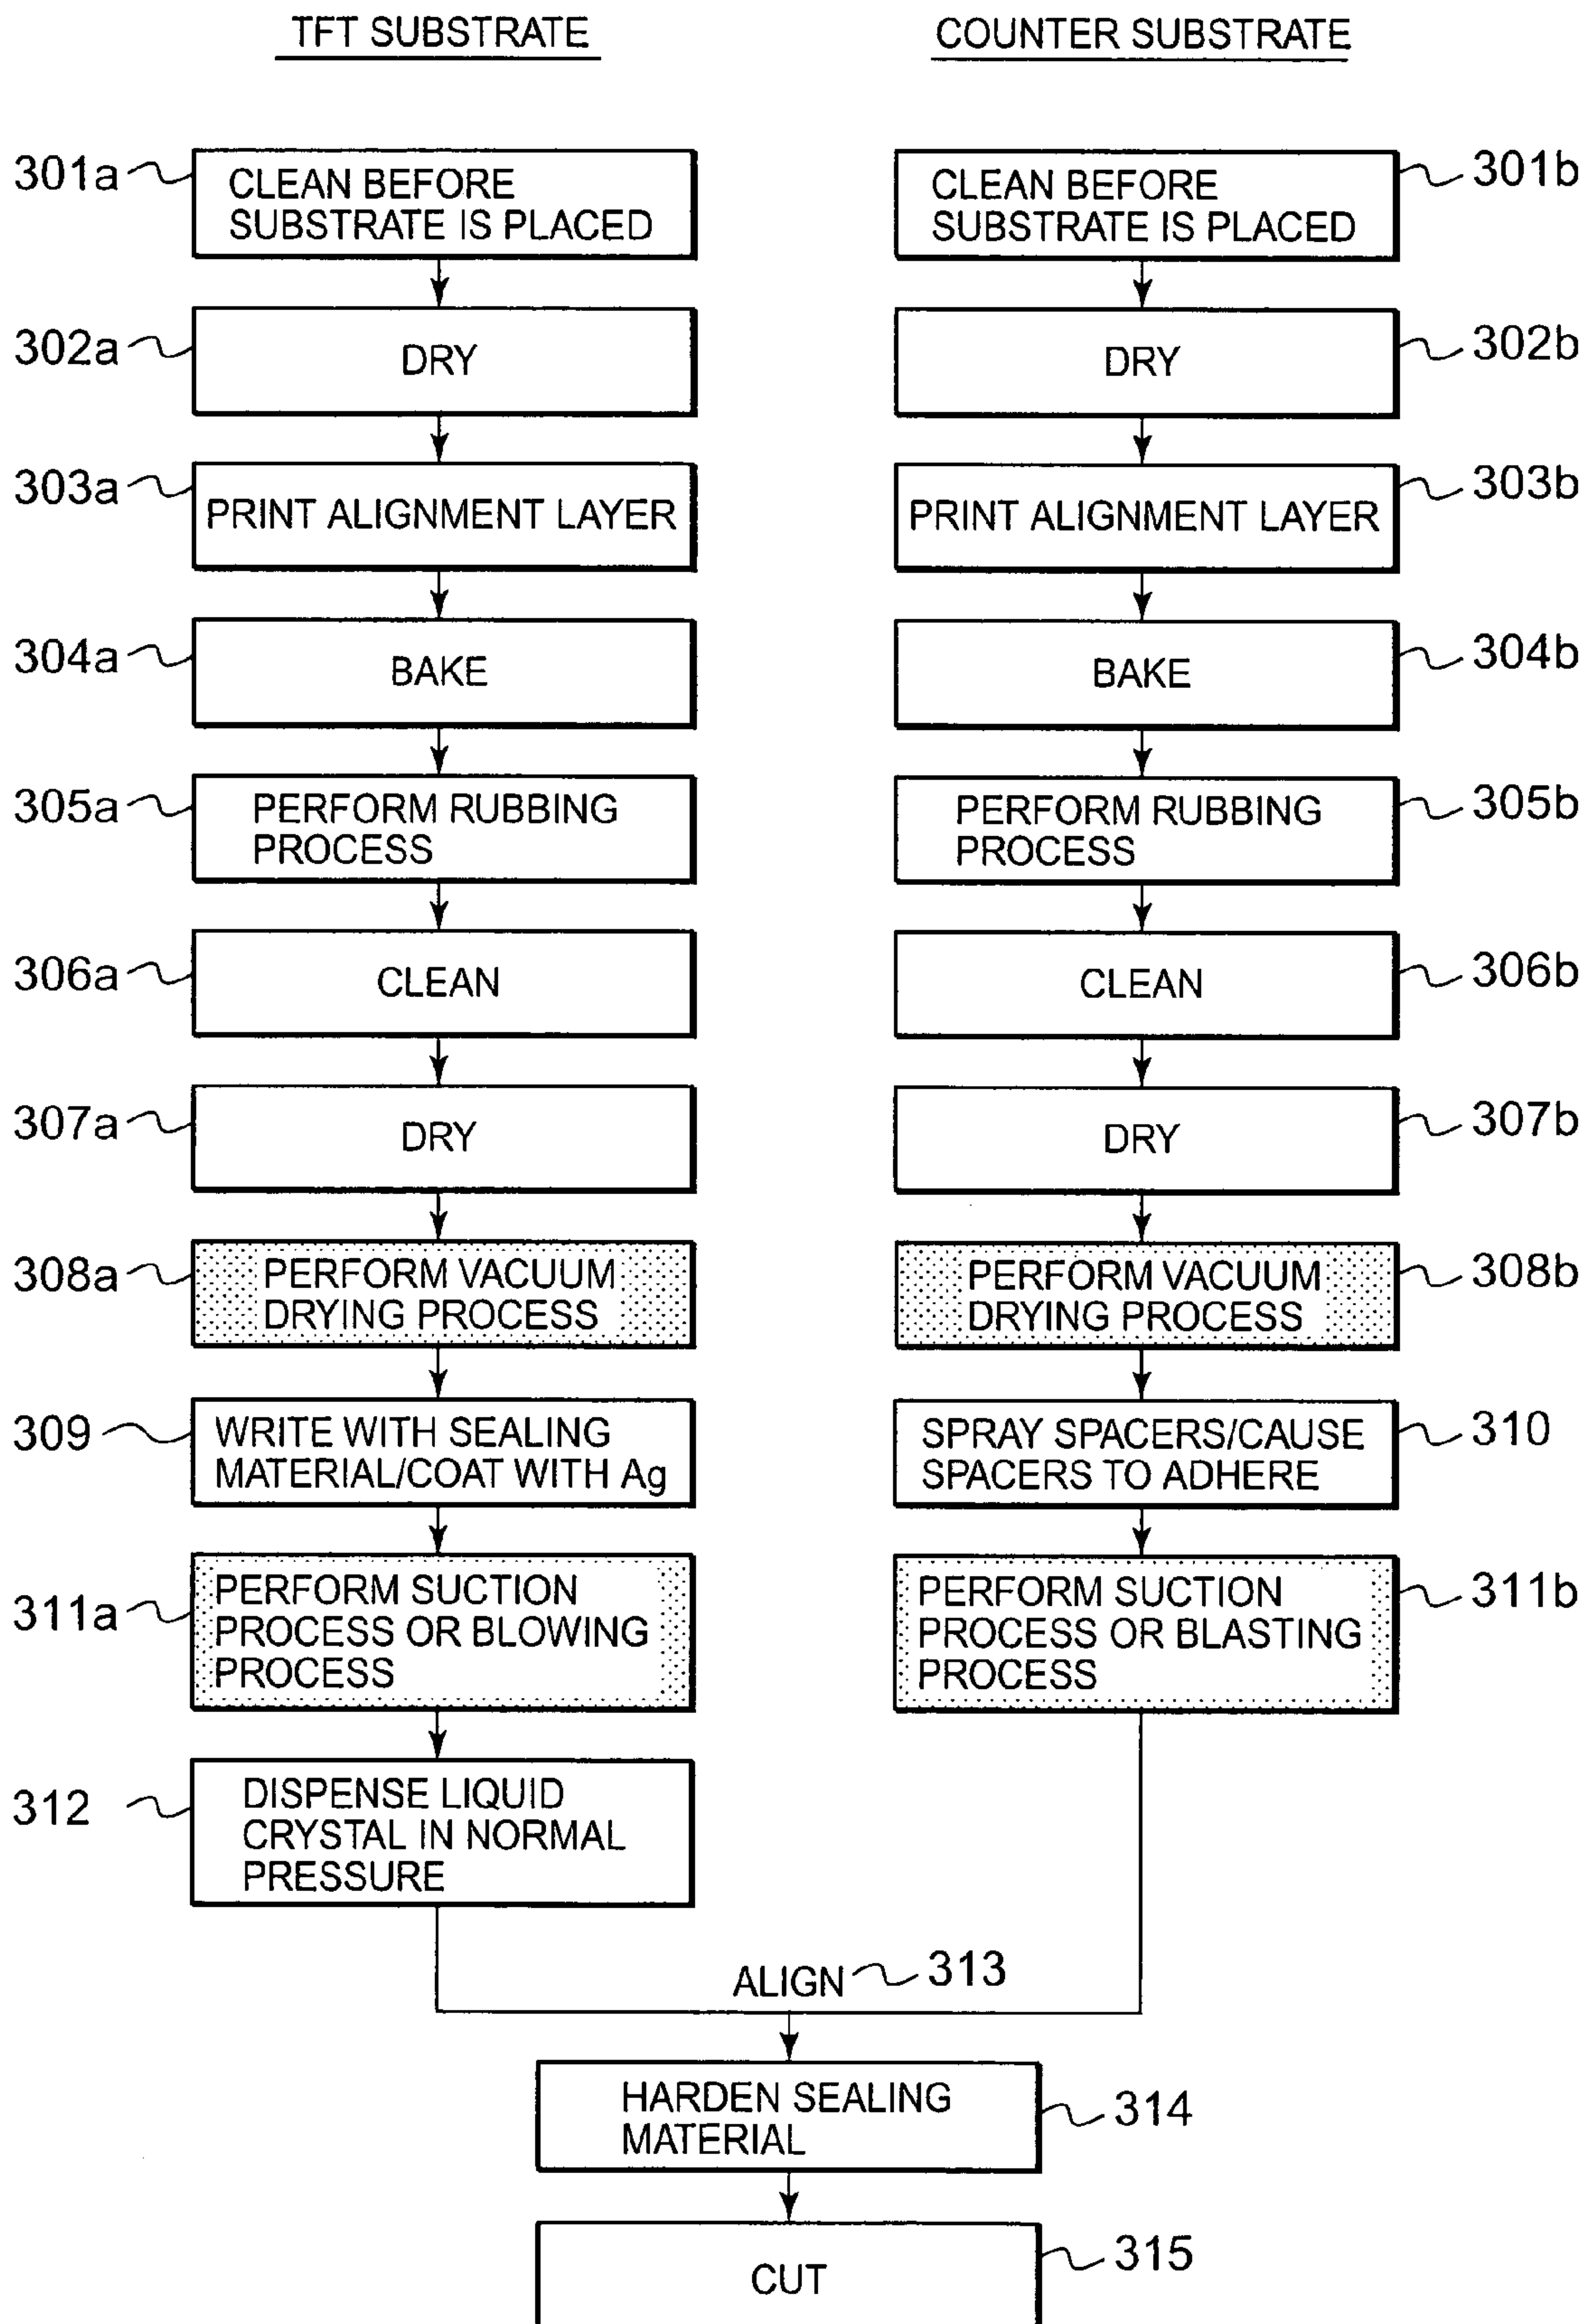 TFT SUBSTRATE
COUNTER SUBSTRATE
301a
CLEAN BEFORE
SUBSTRATE IS PLACED
CLEAN BEFORE
SUBSTRATE IS PLACED
301b
302a
DRY
DRY
302b
303a
PRINT ALIGNMENT LAYER
PRINT ALIGNMENT LAYER
303b
304a
BAKE
BAKE
304b
305a
PERFORM RUBBING
PROCESS
PERFORM RUBBING
PROCESS
305b
306a
CLEAN
CLEAN
306b
307a
DRY
DRY
307b
308a
PERFORM VACUUM
DRYING PROCESS
PERFORM VACUUM
DRYING PROCESS
308b
309
WRITE WITH SEALING
MATERIAL/COAT WITH Ag
SPRAY SPACERS/CAUSE
SPACERS TO ADHERE
310
311a
PERFORM SUCTION
PROCESS OR BLOWING
PROCESS
PERFORM SUCTION
PROCESS OR BLASTING
PROCESS
311b
312
DISPENSE LIQUID
CRYSTAL IN NORMAL
PRESSURE
ALIGN
313
HARDEN SEALING
MATERIAL
314
CUT
315